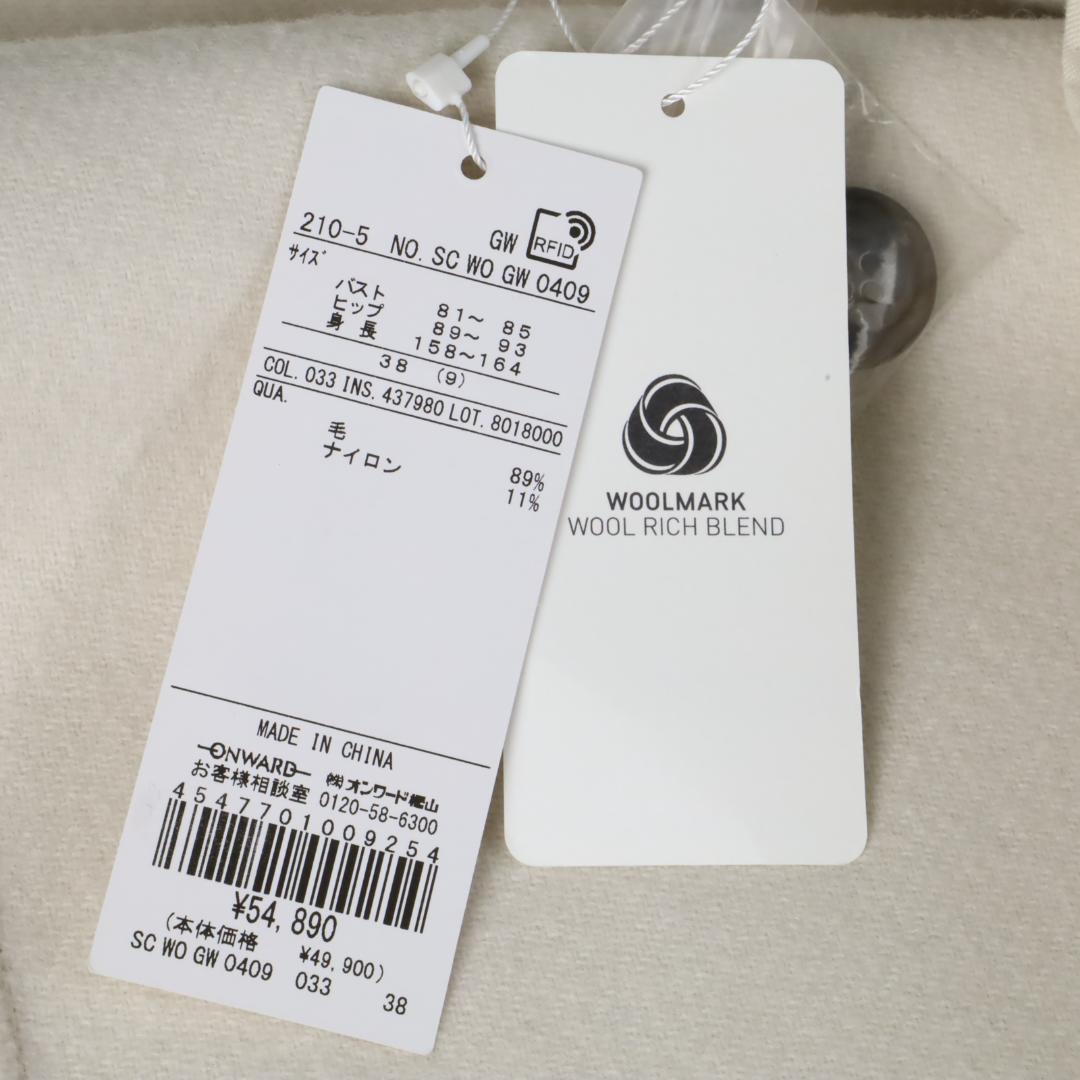 GW RFID
210-5 NO. SC WO GW 0409
サイズ
バスト 81～ 85
ヒップ 89～ 93
身長 158～164
38 (9)
COL. 033 INS. 437980 LOT. 8018000
QUA.
毛 89%
ナイロン 11%
MADE IN CHINA
ONWARD ㈱オンワード樫山
お客様相談室 0120-58-6300
4547701009254
¥54,890
(本体価格 ¥49,900)
SC WO GW 0409 033 38
WOOLMARK
WOOL RICH BLEND